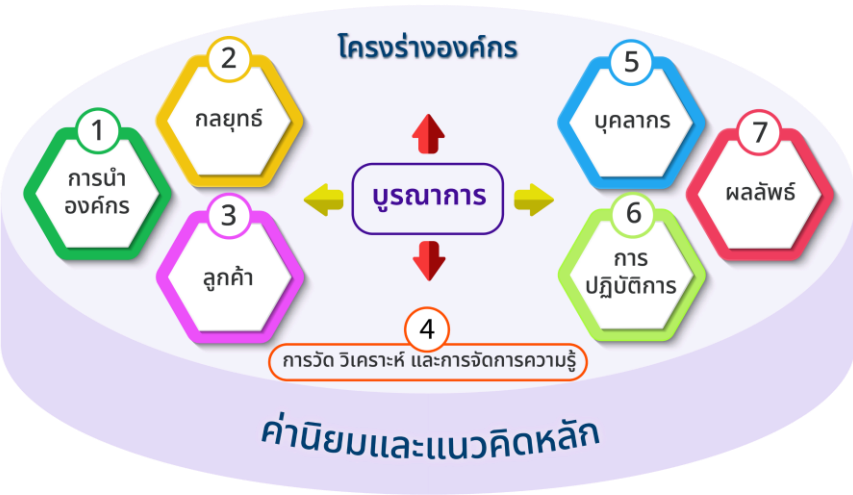 โครงร่างองค์กร
1
การนำ
องค์กร
2
กลยุทธ์
3
ลูกค้า
บูรณาการ
4
การวัด วิเคราะห์ และการจัดการความรู้
5
บุคลากร
6
การ
ปฏิบัติการ
7
ผลลัพธ์
ค่านิยมและแนวคิดหลัก